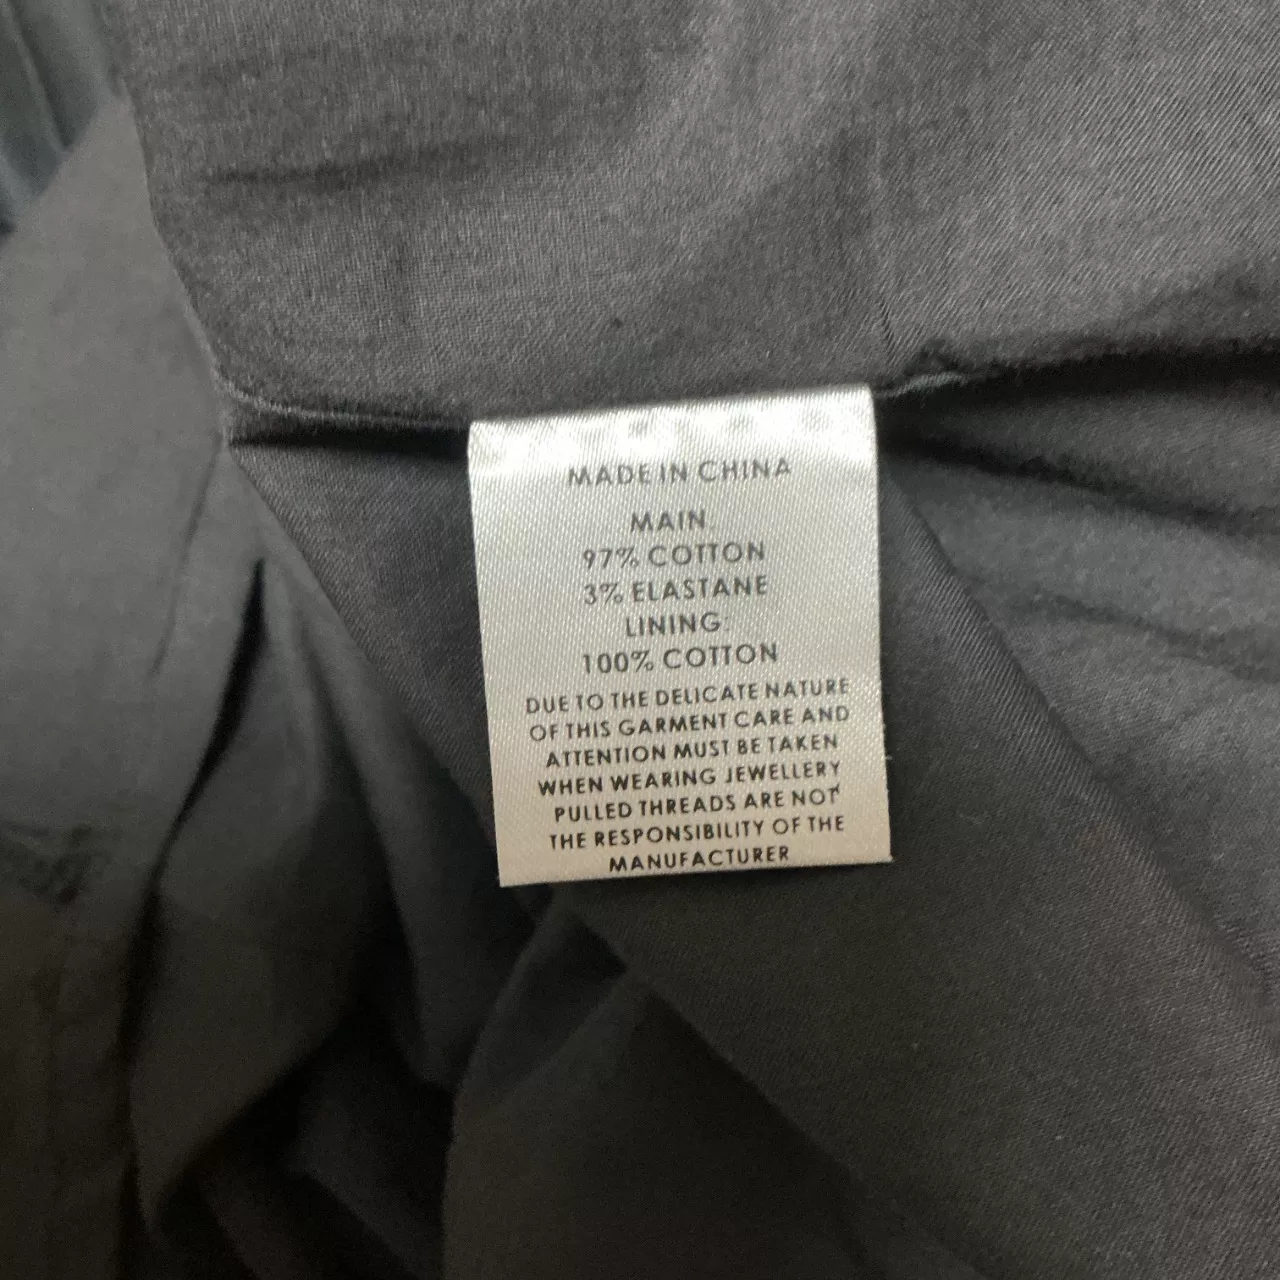 MADE IN CHINA
MAIN:
97% COTTON
3% ELASTANE
LINING:
100% COTTON
DUE TO THE DELICATE NATURE
OF THIS GARMENT CARE AND
ATTENTION MUST BE TAKEN
WHEN WEARING JEWELLERY
PULLED THREADS ARE NOT
THE RESPONSIBILITY OF THE
MANUFACTURER